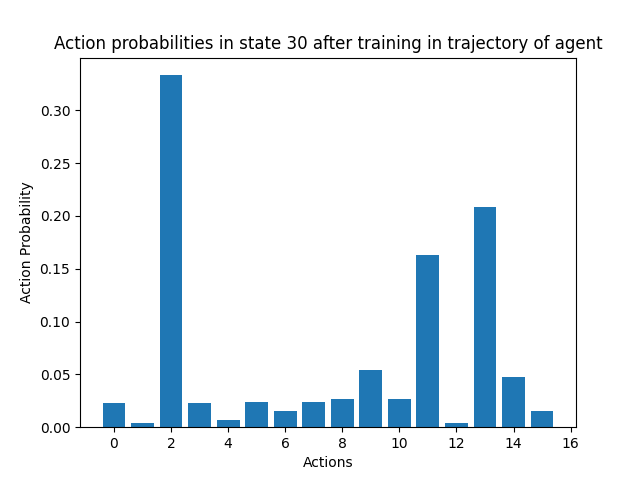 Action probabilities in state 30 after training in trajectory of agent
0.30
0.25
0.20
0.15
0.10
0.05
0.00
Action Probability
0 2 4 6 8 10 12 14 16
Actions